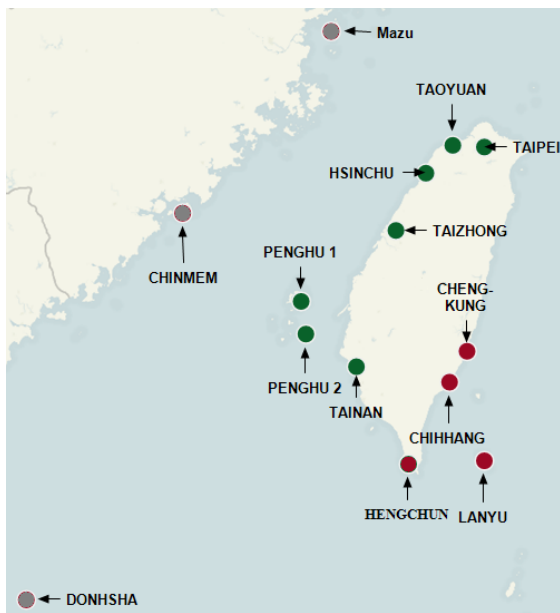 Mazu
TAOYUAN
TAIPEI
HSINCHU
TAIZHONG
PENGHU 1
CHINMEM
CHENG-
KUNG
PENGHU 2
TAINAN
CHIHHANG
HENGCHUN
LANYU
DONHSHA